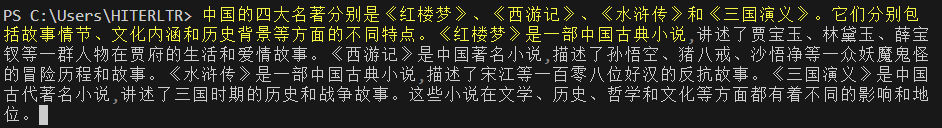 PS C:\Users\HITERLTR> 中国的四大名著分别是《红楼梦》、《西游记》、《水浒传》和《三国演义》。它们分别包
括故事情节、文化内涵和历史背景等方面的不同特点。《红楼梦》是一部中国古典小说,讲述了贾宝玉、林黛玉、薛宝
钗等一群人物在贾府的生活和爱情故事。《西游记》是中国著名小说,描述了孙悟空、猪八戒、沙悟净等一众妖魔鬼怪
的冒险历程和故事。《水浒传》是一部中国古典小说,描述了宋江等一百零八位好汉的反抗故事。《三国演义》是中国
古代著名小说,讲述了三国时期的历史和战争故事。这些小说在文学、历史、哲学和文化等方面都有着不同的影响和地
位。